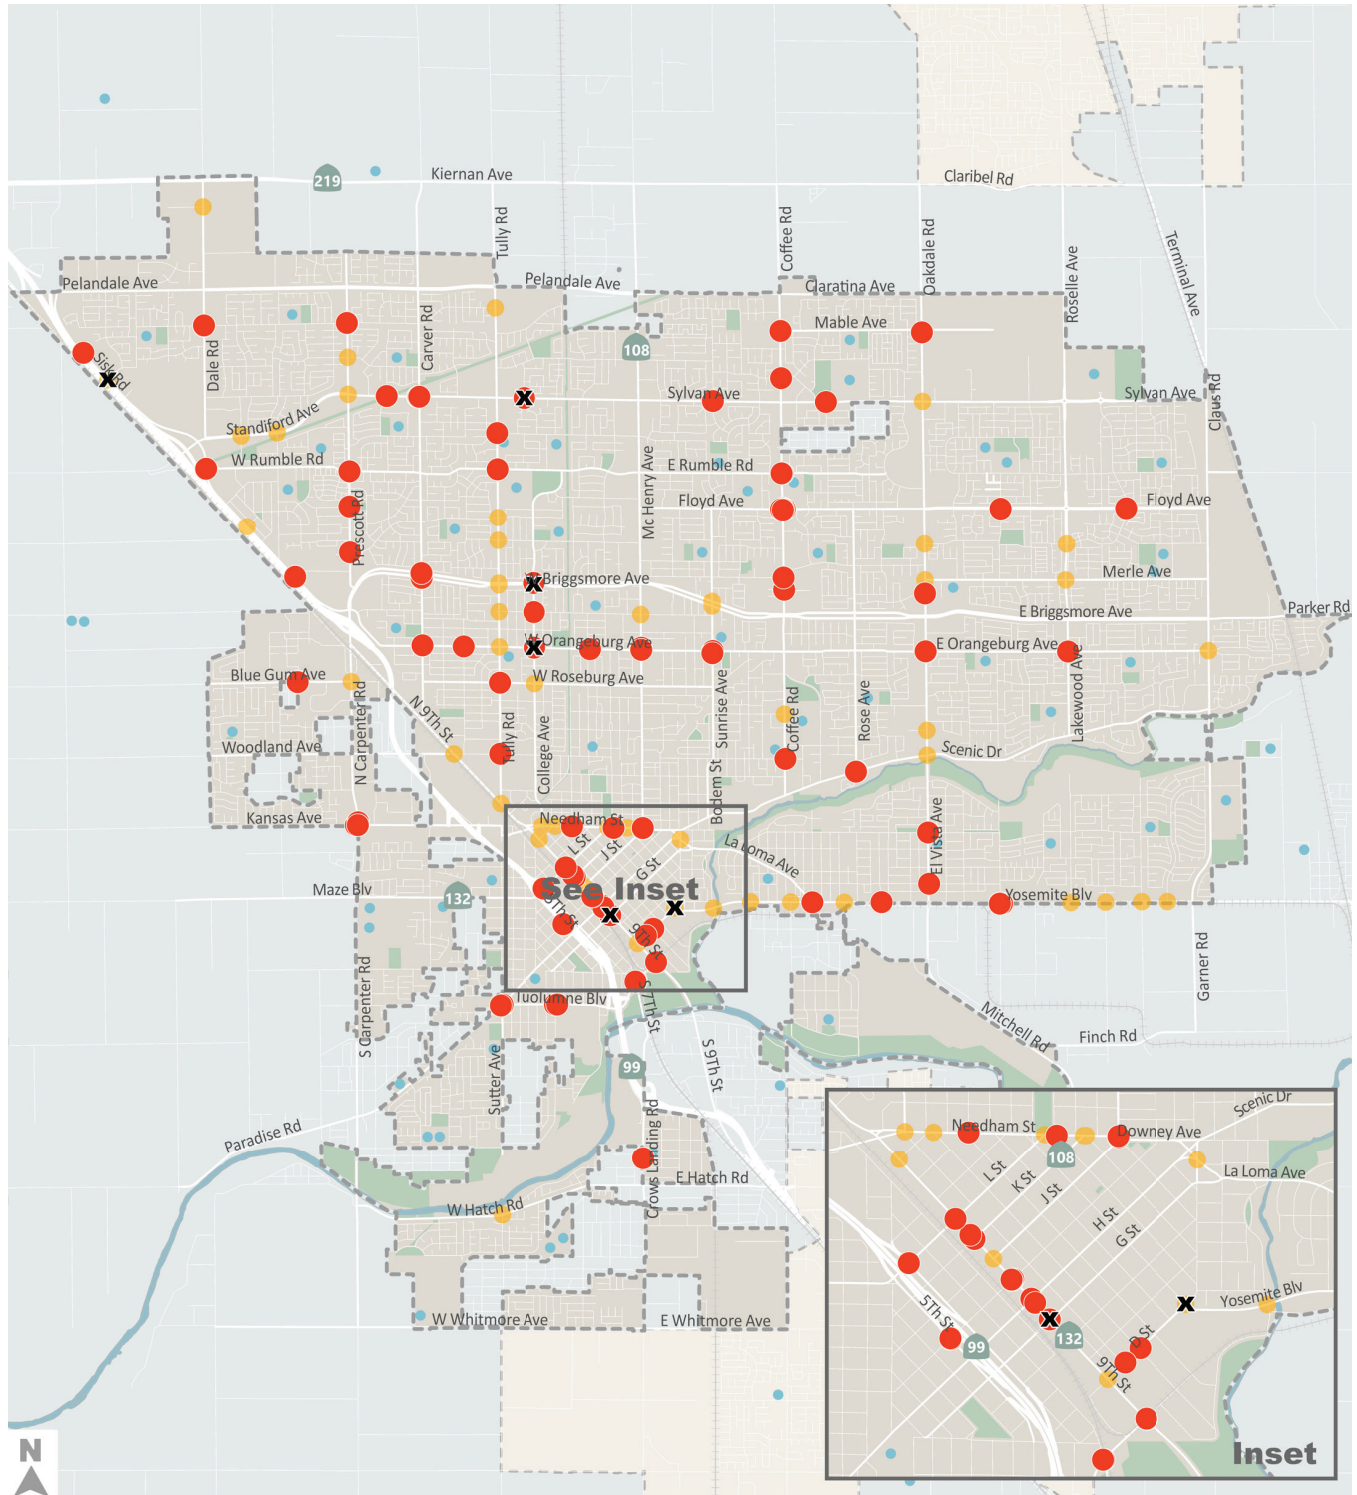 219
Kiernan Ave
Claribel Rd
Tully Rd
Coffee Rd
Oakdale Rd
Roselle Ave
Terminal Ave
Pelandale Ave
Pelandale Ave
Claratina Ave
Mable Ave
Carver Rd
108
Sisk Rd
Dale Rd
Sylvan Ave
Sylvan Ave
Claus Rd
Standiford Ave
W Rumble Rd
E Rumble Rd
Mc Henry Ave
Floyd Ave
Floyd Ave
Prescott Rd
W Briggsmore Ave
Merle Ave
E Briggsmore Ave
Parker Rd
W Orangeburg Ave
E Orangeburg Ave
Blue Gum Ave
W Roseburg Ave
N Carpenter Rd
N 9Th St
Tully Rd
College Ave
Sunrise Ave
Coffee Rd
Rose Ave
Lakewood Ave
Woodland Ave
Scenic Dr
Bodem St
Kansas Ave
Needham St
L St
J St
G St
La Loma Ave
El Vista Ave
Maze Blv
132
See Inset
5Th St
9Th St
Yosemite Blv
Garner Rd
S Carpenter Rd
Tuolumne Blv
S 7Th St
Mitchell Rd
Finch Rd
Sutter Ave
99
S 9Th St
Paradise Rd
Crows Landing Rd
E Hatch Rd
W Hatch Rd
W Whitmore Ave
E Whitmore Ave
Scenic Dr
Needham St
Downey Ave
108
L St
K St
J St
La Loma Ave
H St
G St
5Th St
99
132
D St
Yosemite Blv
9Th St
Inset
N